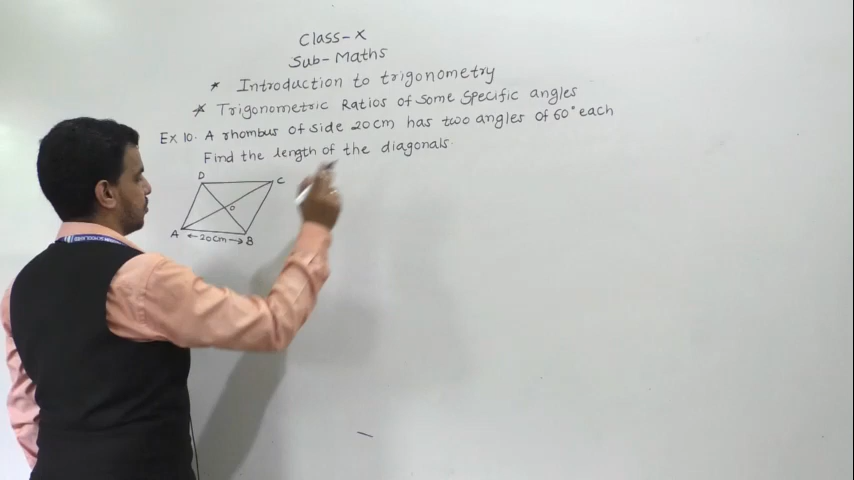 Class-X
Sub-Maths
* Introduction to trigonometry
* Trigonometric Ratios of some specific angles
Ex 10. A rhombus of side 20cm has two angles of 60° each
Find the length of the diagonals.
D C
O
A ←20cm→ B